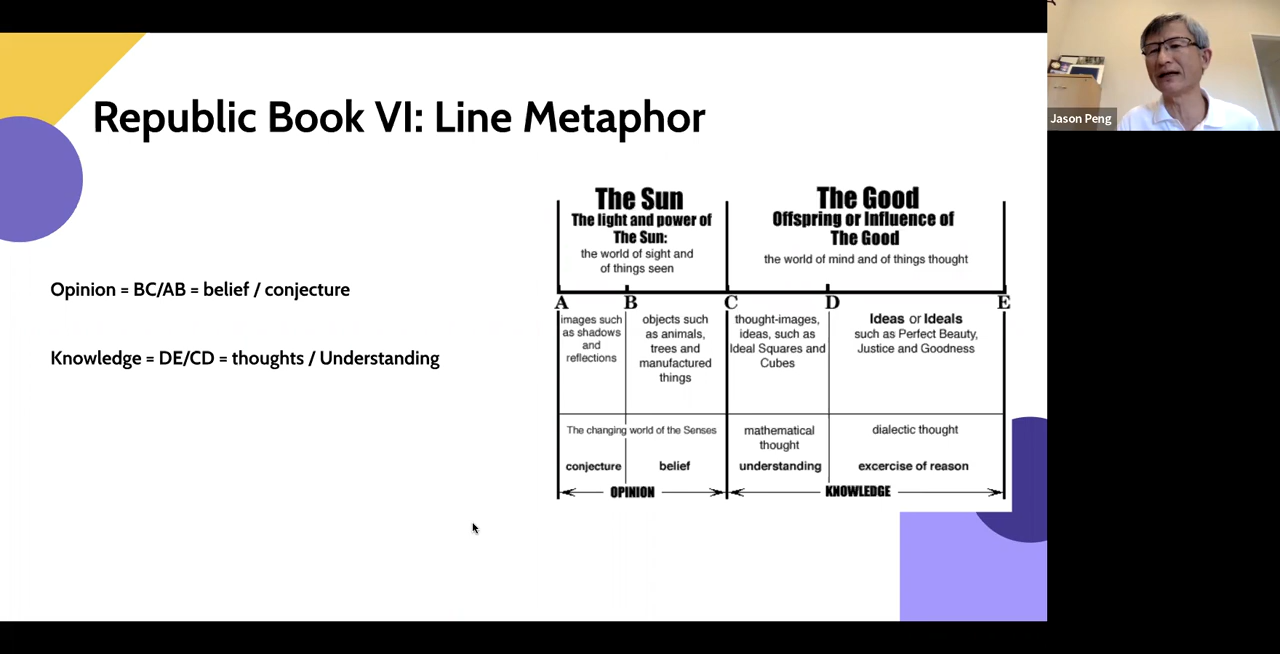 Republic Book VI: Line Metaphor
Jason Peng
Opinion = BC/AB = belief / conjecture
Knowledge = DE/CD = thoughts / Understanding
The Sun
The light and power of
The Sun:
the world of sight and
of things seen
The Good
Offspring or Influence of
The Good
the world of mind and of things thought
A B C D E
images such
as shadows
and
reflections
objects such
as animals,
trees and
manufactured
things
thought-images,
ideas, such as
Ideal Squares and
Cubes
Ideas or Ideals
such as Perfect Beauty,
Justice and Goodness
The changing world of the Senses
mathematical
thought
dialectic thought
conjecture
belief
understanding
excercise of reason
OPINION
KNOWLEDGE